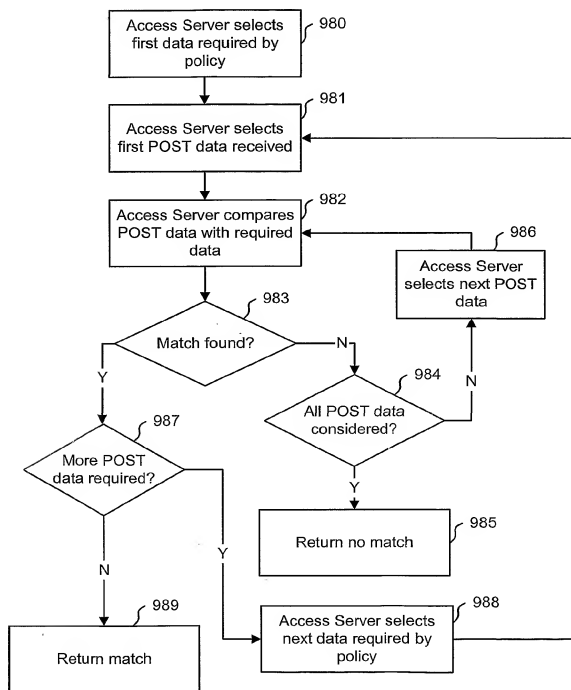 980
Access Server selects
first data required by
policy
981
Access Server selects
first POST data received
982
Access Server compares
POST data with required
data
986
Access Server
selects next POST
data
983
Match found?
N
Y
984
All POST data
considered?
N
Y
987
More POST
data required?
985
Return no match
Y
N
989
Return match
988
Access Server selects
next data required by
policy